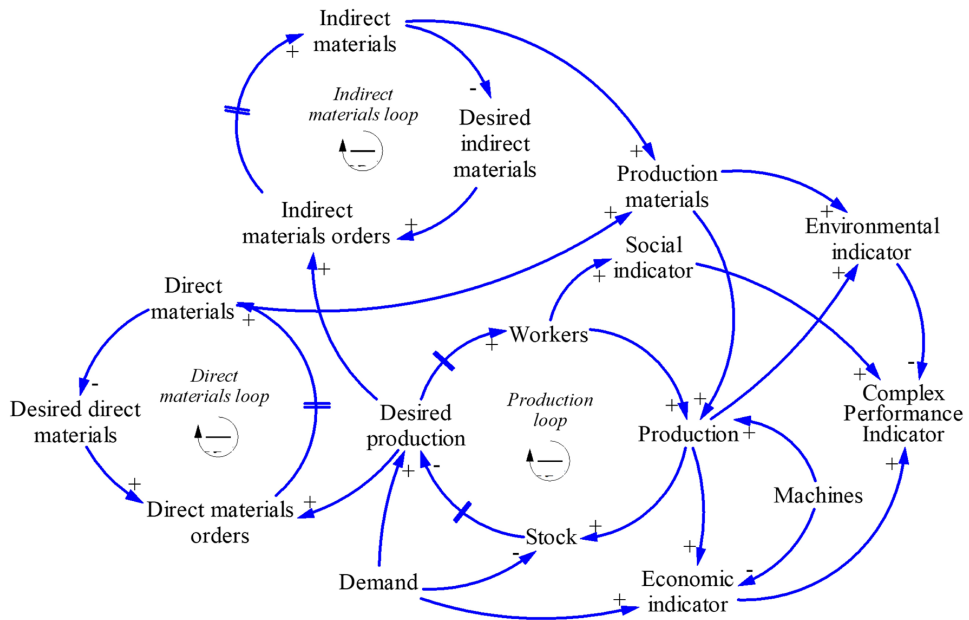 Indirect
materials
+
+
Indirect
materials loop
-
Desired
indirect
materials
+
Production
materials
+
Indirect
materials orders
+
+
+
Environmental
indicator
+
Social
indicator
+
Direct
materials
+
Workers
+
-
Direct
materials loop
Desired direct
materials
+
Direct materials
orders
+
Desired
production
+
-
Production
loop
+
+
Production
+
+
-
Complex
Performance
Indicator
+
Machines
+
Stock
-
Demand
+
+
Economic
indicator
-